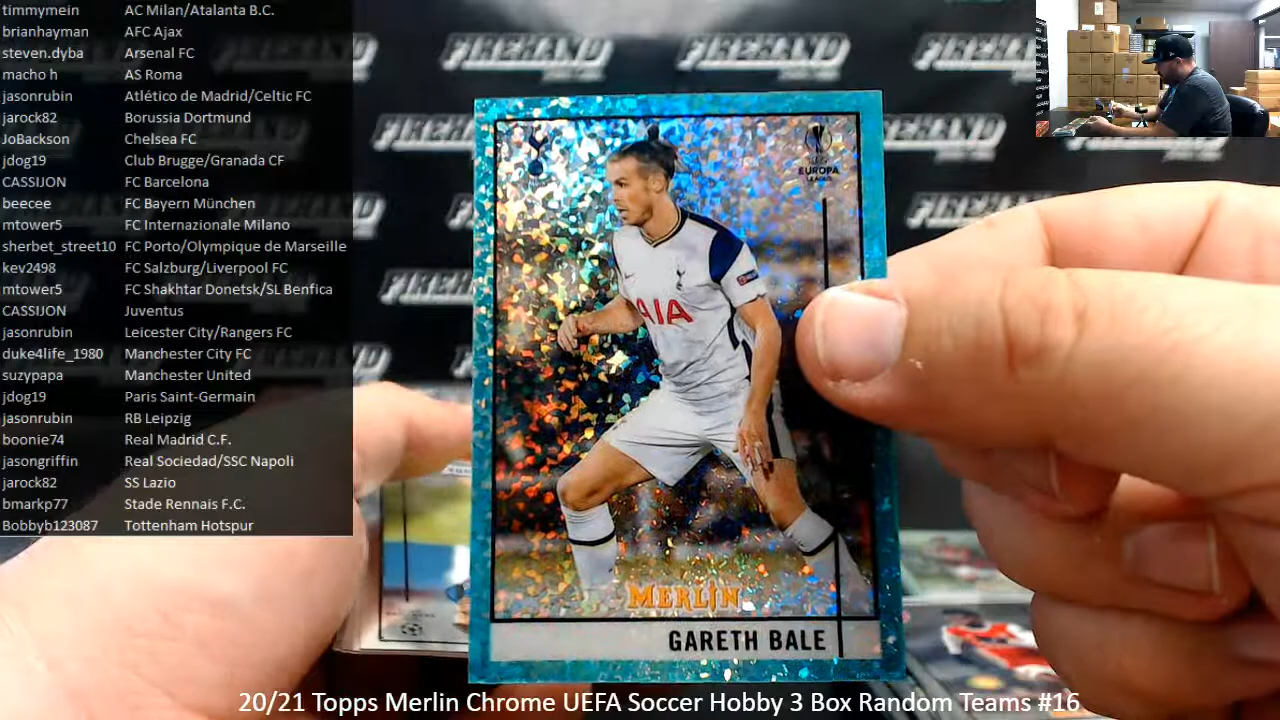 timmymein AC Milan/Atalanta B.C.
brianhayman AFC Ajax
steven.dyba Arsenal FC
macho h AS Roma
jasonrubin Atlético de Madrid/Celtic FC
jarock82 Borussia Dortmund
JoBackson Chelsea FC
jdog19 Club Brugge/Granada CF
CASSIJON FC Barcelona
beecee FC Bayern München
mtower5 FC Internazionale Milano
sherbet_street10 FC Porto/Olympique de Marseille
kev2498 FC Salzburg/Liverpool FC
mtower5 FC Shakhtar Donetsk/SL Benfica
CASSIJON Juventus
jasonrubin Leicester City/Rangers FC
duke4life_1980 Manchester City FC
suzypapa Manchester United
jdog19 Paris Saint-Germain
jasonrubin RB Leipzig
boonie74 Real Madrid C.F.
jasongriffin Real Sociedad/SSC Napoli
jarock82 SS Lazio
bmarkp77 Stade Rennais F.C.
Bobbyb123087 Tottenham Hotspur
FIREHAND FIREHAND FIREHAND
FIREHAND FIREHAND
FIREHAND
FIREHAND
EUROPA
LEAGUE
AIA
MERLIN
GARETH BALE
20/21 Topps Merlin Chrome UEFA Soccer Hobby 3 Box Random Teams #16